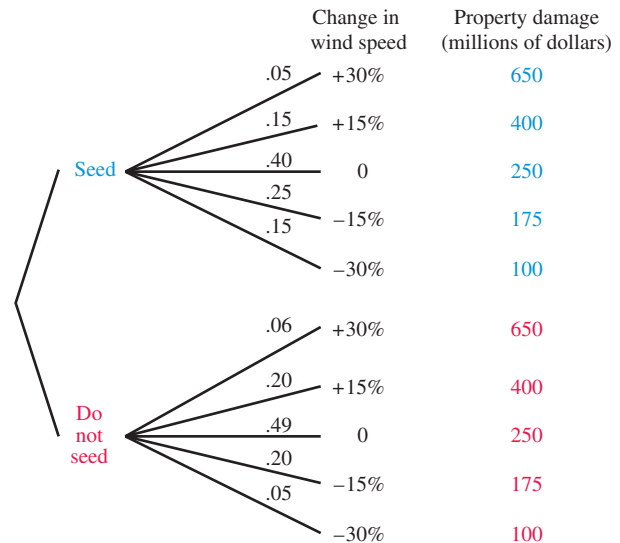 Change in Property damage
wind speed (millions of dollars)
.05 +30% 650
.15 +15% 400
Seed .40 0 250
.25 –15% 175
.15 –30% 100
.06 +30% 650
.20 +15% 400
Do
not .49 0 250
seed
.20 –15% 175
.05 –30% 100